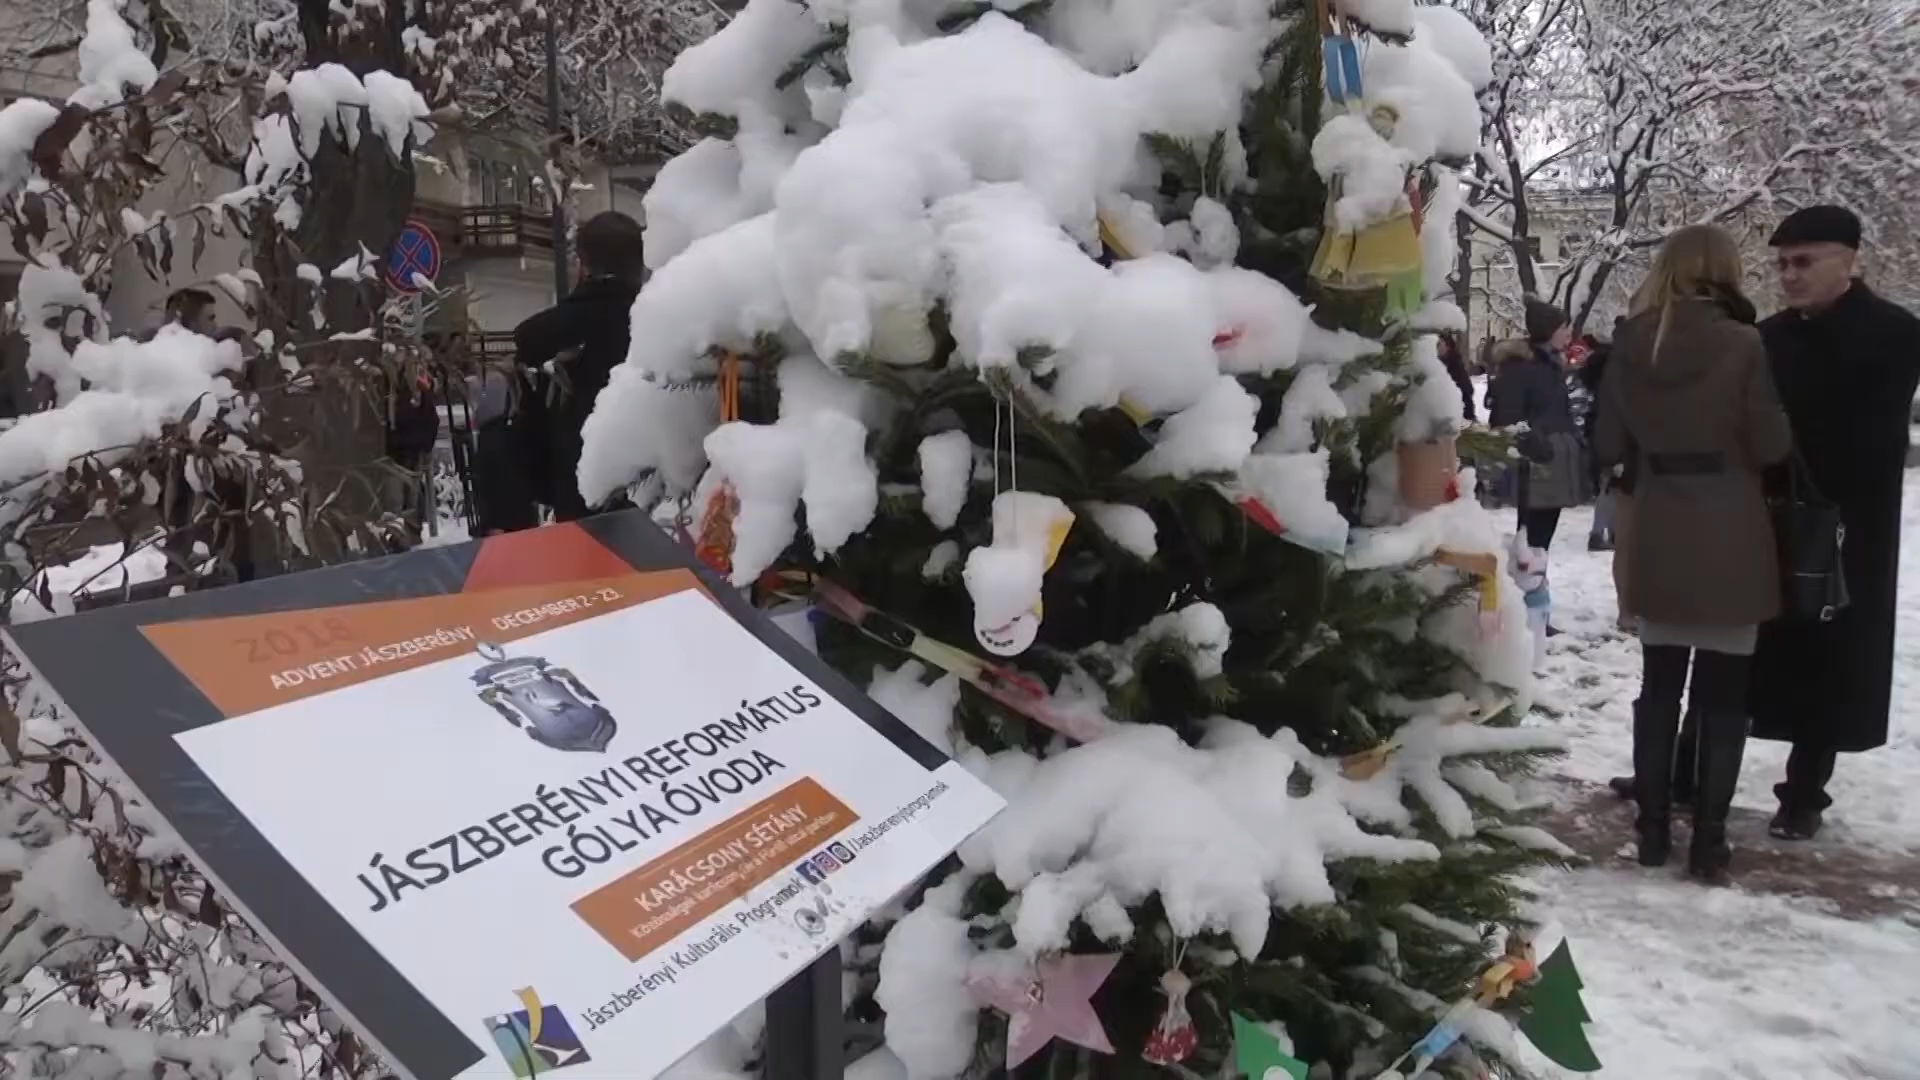 2018
ADVENT JÁSZBERÉNY DECEMBER 2 - 23.
JÁSZBERÉNYI REFORMÁTUS
GÓLYA ÓVODA
KARÁCSONY SÉTÁNY
Jászberényi Kulturális Programok /Jaszberenyiprogramok